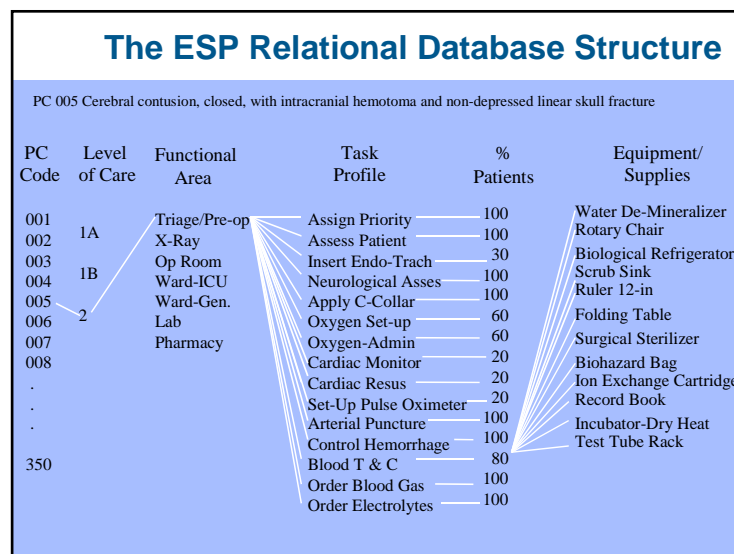 The ESP Relational Database Structure
PC 005 Cerebral contusion, closed, with intracranial hemotoma and non-depressed linear skull fracture
PC Code
Level of Care
Functional Area
Task Profile
% Patients
Equipment/ Supplies
001
002
003
004
005
006
007
008
.
.
.
350
1A
1B
2
Triage/Pre-op
X-Ray
Op Room
Ward-ICU
Ward-Gen.
Lab
Pharmacy
Assign Priority 100
Assess Patient 100
Insert Endo-Trach 30
Neurological Asses 100
Apply C-Collar 100
Oxygen Set-up 60
Oxygen-Admin 60
Cardiac Monitor 20
Cardiac Resus 20
Set-Up Pulse Oximeter 20
Arterial Puncture 100
Control Hemorrhage 100
Blood T & C 80
Order Blood Gas 100
Order Electrolytes 100
Water De-Mineralizer
Rotary Chair
Biological Refrigerator
Scrub Sink
Ruler 12-in
Folding Table
Surgical Sterilizer
Biohazard Bag
Ion Exchange Cartridge
Record Book
Incubator-Dry Heat
Test Tube Rack